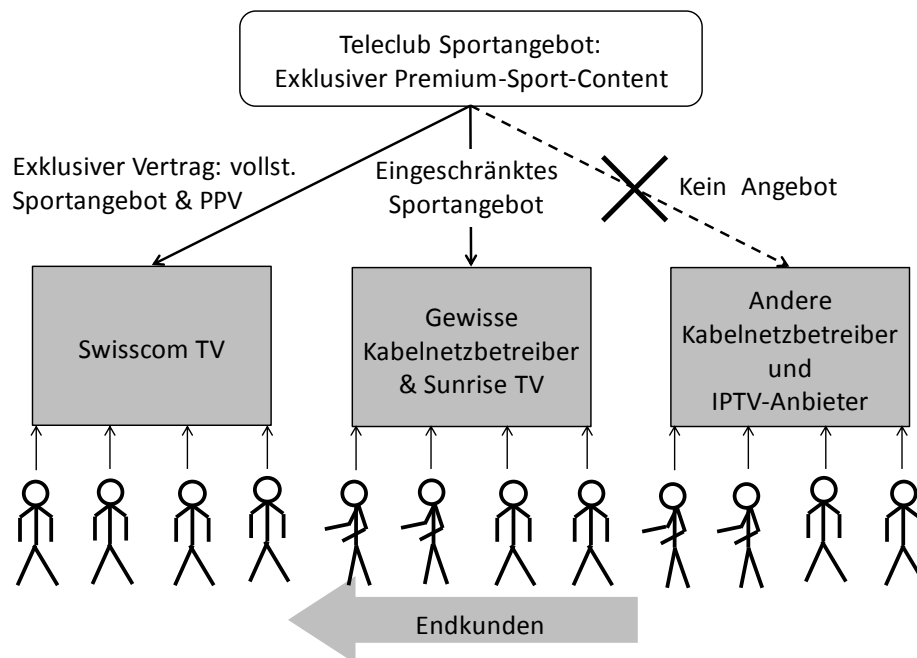 Teleclub Sportangebot:
Exklusiver Premium-Sport-Content
Exklusiver Vertrag: vollst.
Sportangebot & PPV
Eingeschränktes
Sportangebot
Kein Angebot
Swisscom TV
Gewisse
Kabelnetzbetreiber
& Sunrise TV
Andere
Kabelnetzbetreiber
und
IPTV-Anbieter
Endkunden